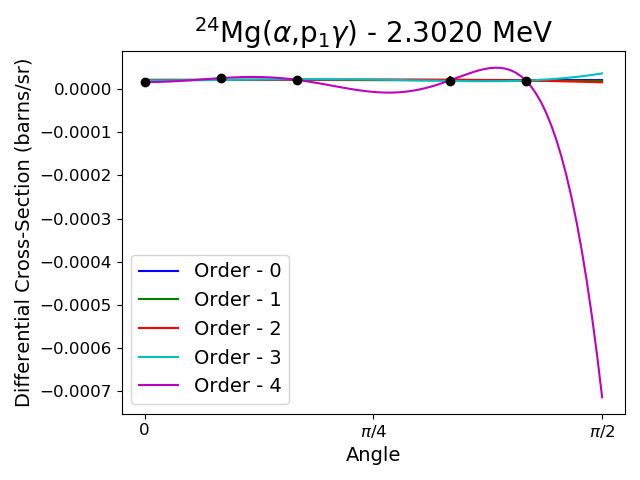 ²⁴Mg(α,p₁γ) - 2.3020 MeV
Differential Cross-Section (barns/sr)
0.0000
−0.0001
−0.0002
−0.0003
−0.0004
−0.0005
−0.0006
−0.0007
Order - 0
Order - 1
Order - 2
Order - 3
Order - 4
0
π/4
π/2
Angle